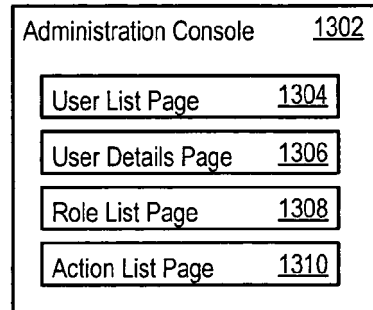 Administration Console 1302
User List Page 1304
User Details Page 1306
Role List Page 1308
Action List Page 1310